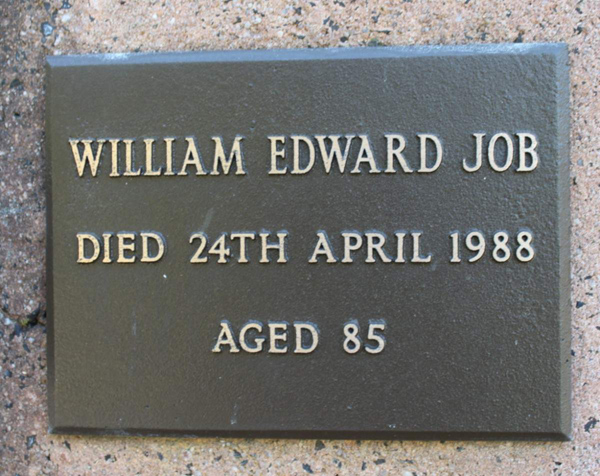 WILLIAM EDWARD JOB
DIED 24TH APRIL 1988
AGED 85